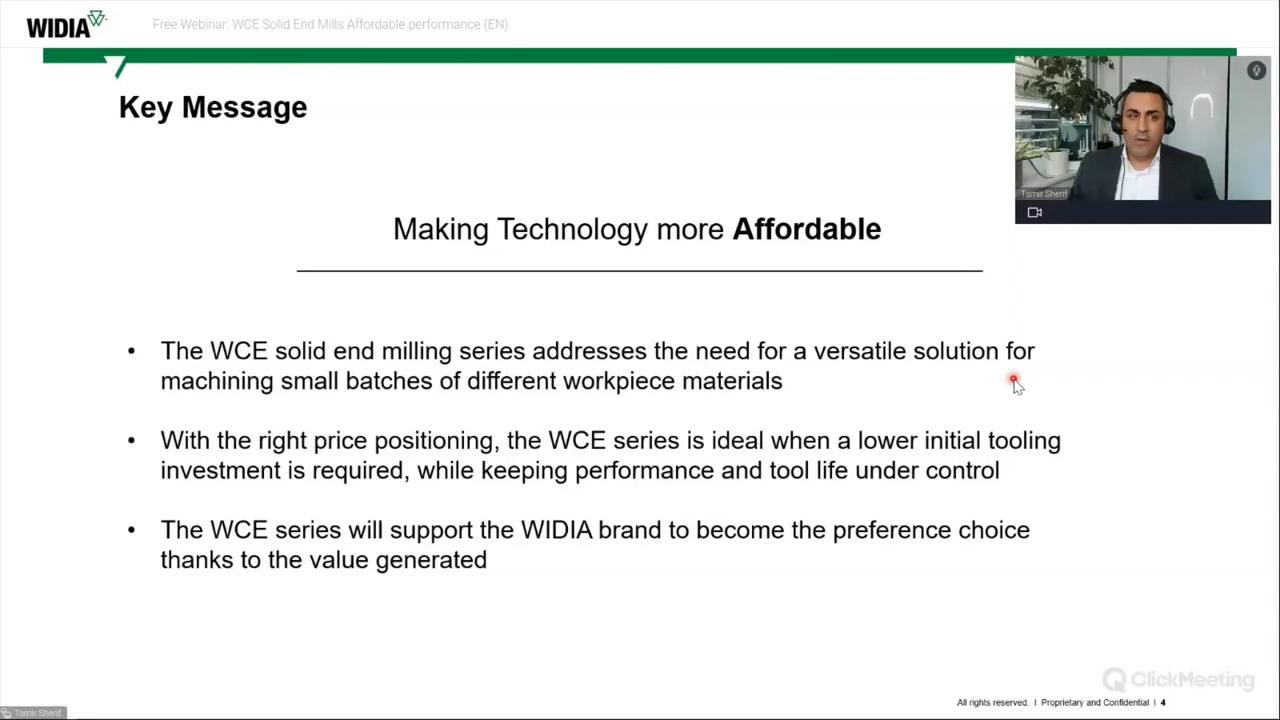 WIDIA
Free Webinar: WCE Solid End Mills Affordable performance (EN)
Key Message
Tamir Sherif
Making Technology more Affordable
• The WCE solid end milling series addresses the need for a versatile solution for
machining small batches of different workpiece materials
• With the right price positioning, the WCE series is ideal when a lower initial tooling
investment is required, while keeping performance and tool life under control
• The WCE series will support the WIDIA brand to become the preference choice
thanks to the value generated
ClickMeeting
All rights reserved. I Proprietary and Confidential I 4
Tamir Sherif